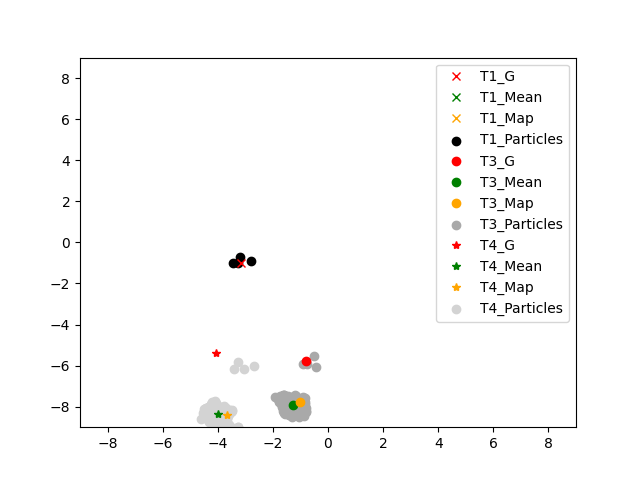 8
6
4
2
0
−2
−4
−6
−8
−8 −6 −4 −2 0 2 4 6 8
T1_G
T1_Mean
T1_Map
T1_Particles
T3_G
T3_Mean
T3_Map
T3_Particles
T4_G
T4_Mean
T4_Map
T4_Particles